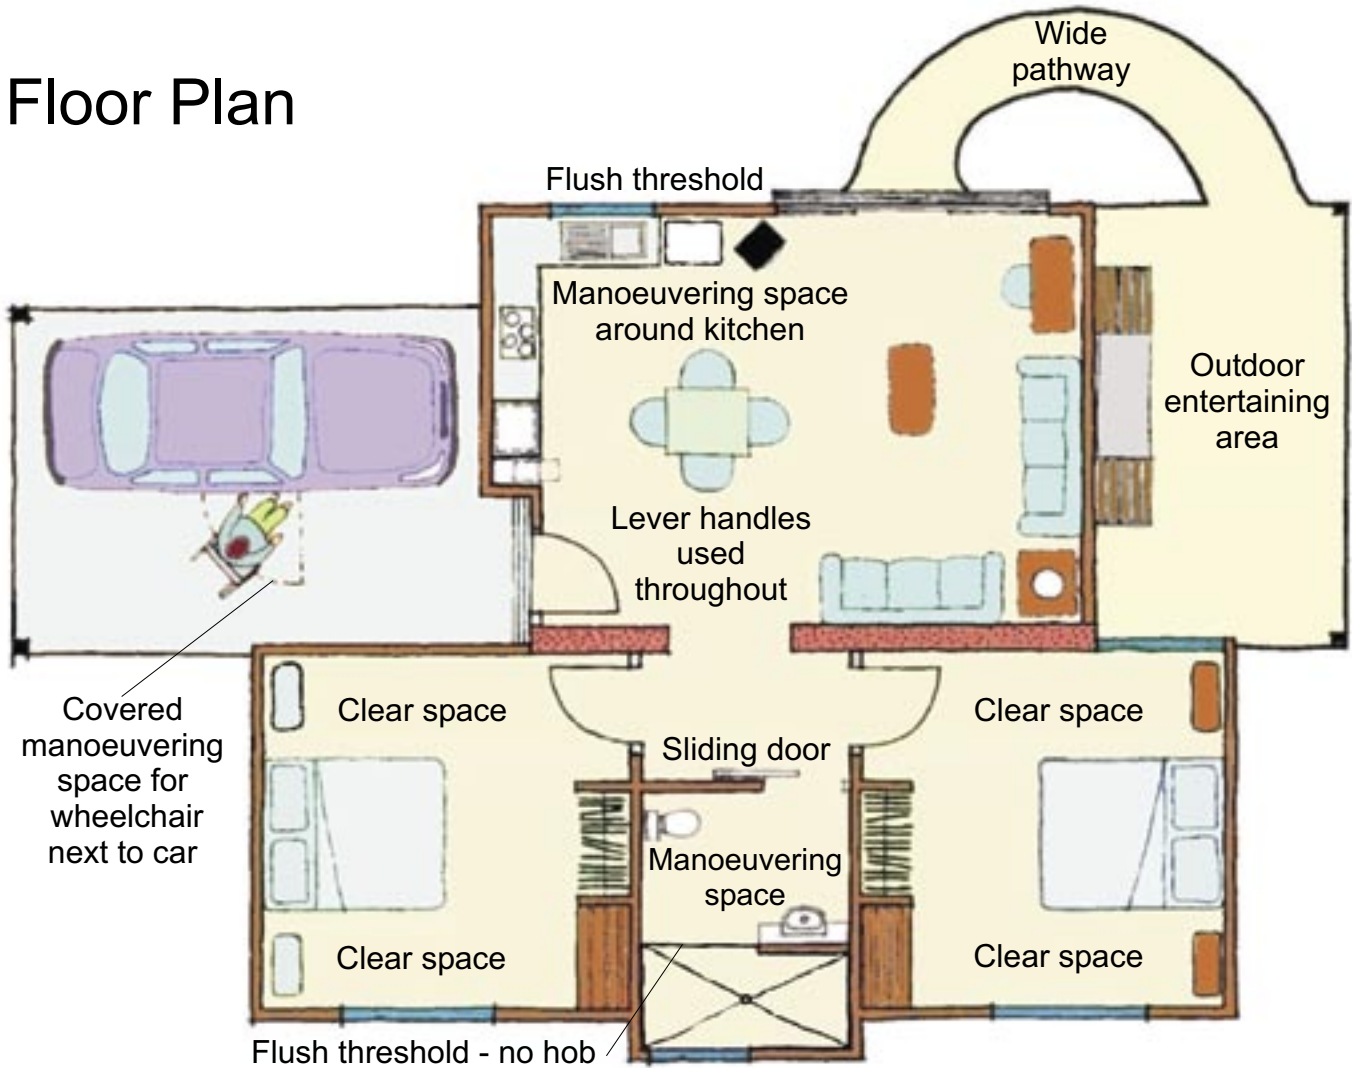 Floor Plan
Wide
pathway
Flush threshold
Manoeuvering space
around kitchen
Outdoor
entertaining
area
Lever handles
used
throughout
Covered
manoeuvering
space for
wheelchair
next to car
Clear space
Clear space
Sliding door
Manoeuvering
space
Clear space
Clear space
Flush threshold - no hob